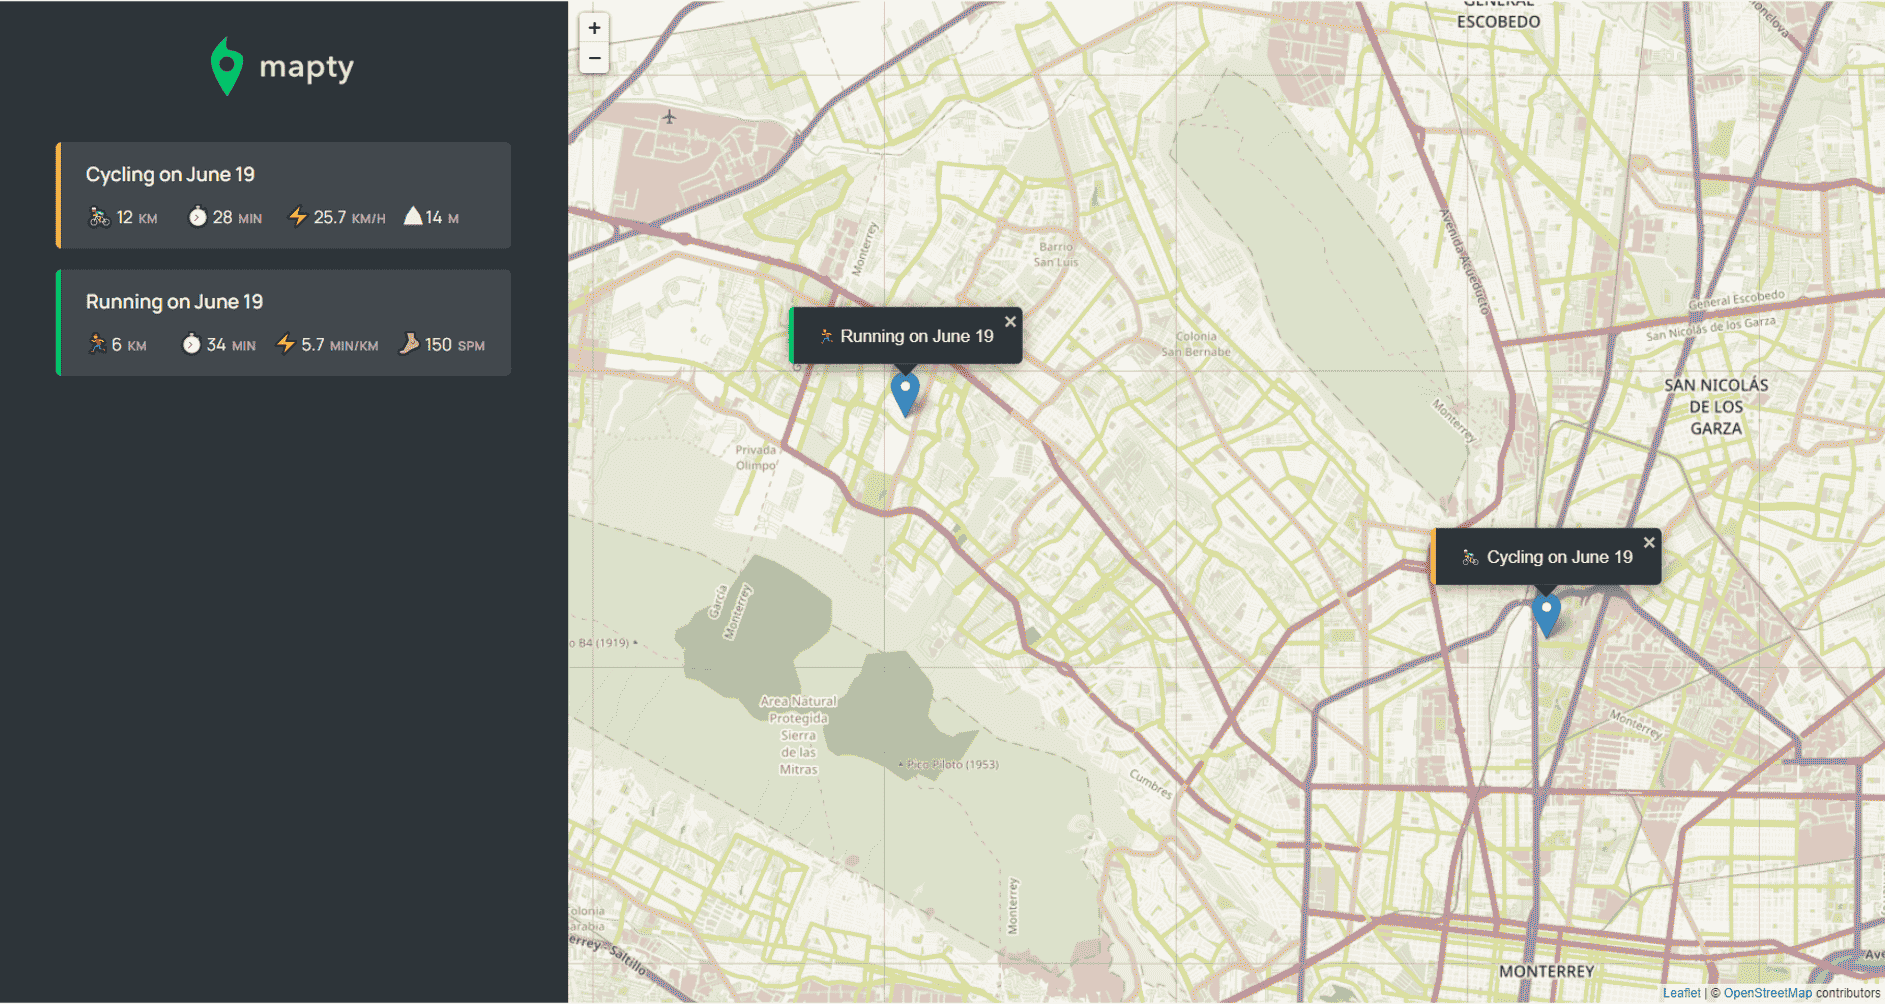 mapty
Cycling on June 19
12 KM 28 MIN 25.7 KM/H 14 M
Running on June 19
6 KM 34 MIN 5.7 MIN/KM 150 SPM
+
−
GENERAL
ESCOBEDO
Monclova
Monterrey
Barrio
San Luis
Avenida Acueducto
General Escobedo
San Nicolás de los Garza
Running on June 19
×
Colonia
San Bernabe
SAN NICOLÁS
DE LOS
GARZA
Monterrey
Privada
Olimpo
Cycling on June 19
×
García
Monterrey
o B4 (1919)
Area Natural
Protegida
Sierra
de las
Mitras
Pico Piloto (1953)
Monterrey
Cumbres
Monterrey
olonia
arabia
errey - Saltillo
MONTERREY
Ave
Leaflet | © OpenStreetMap contributors